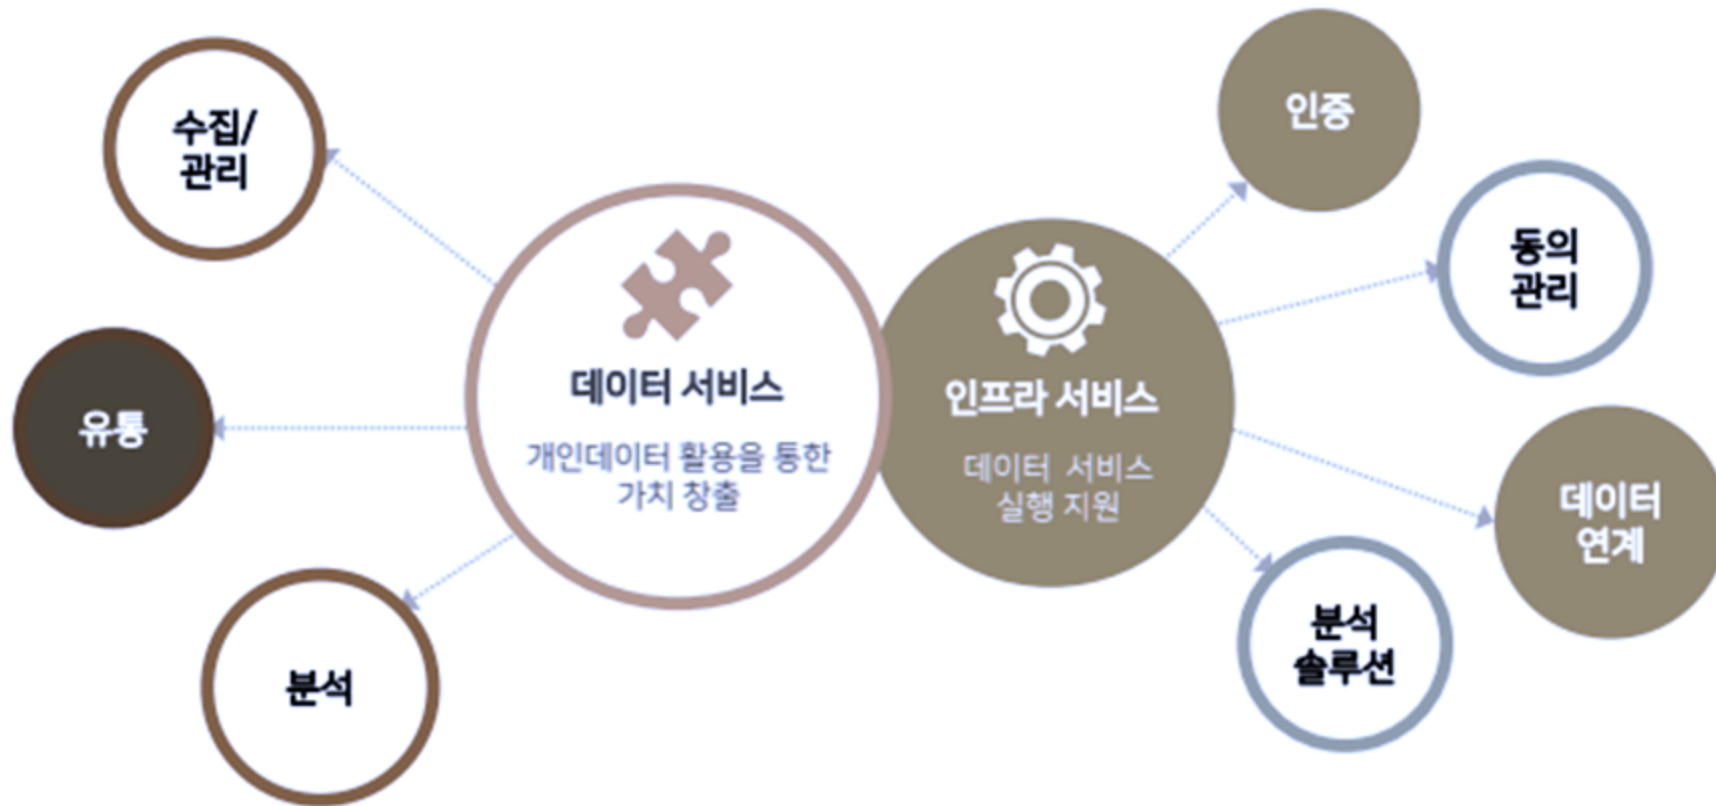 수집/
관리
유통
분석
데이터 서비스
개인데이터 활용을 통한
가치 창출
인프라 서비스
데이터 서비스
실행 지원
인증
동의
관리
데이터
연계
분석
솔루션